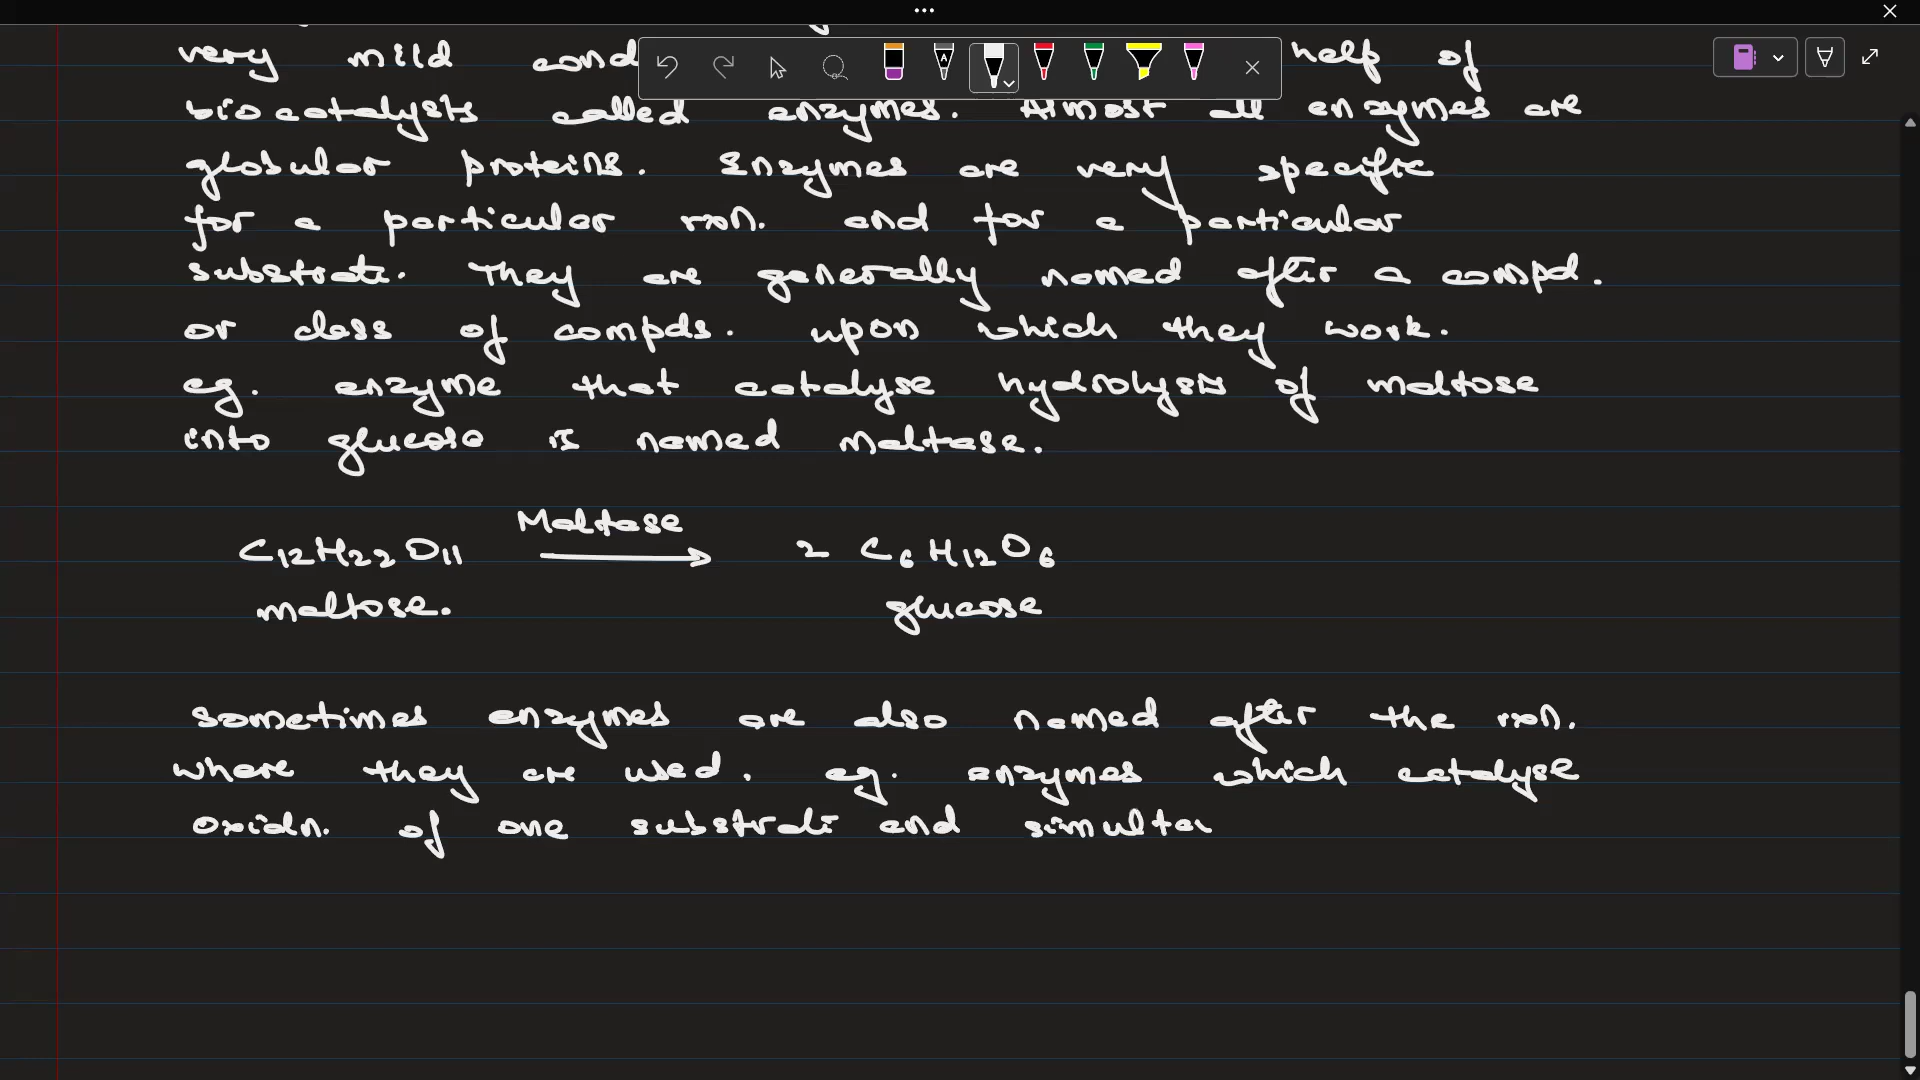 very mild cond help of
biocatalysts called enzymes. Almost all enzymes are
globular proteins. Enzymes are very specific
for a particular rxn. and for a particular
substrate. They are generally named after a compd.
or class of compds. upon which they work.
eg. enzyme that catalyse hydrolysis of maltose
into glucose is named maltase.
Maltase
C12H22O11 → 2 C6H12O6
maltose. glucose
sometimes enzymes are also named after the rxn.
where they are used. eg. enzymes which catalyse
oxidn. of one substrate and simultan